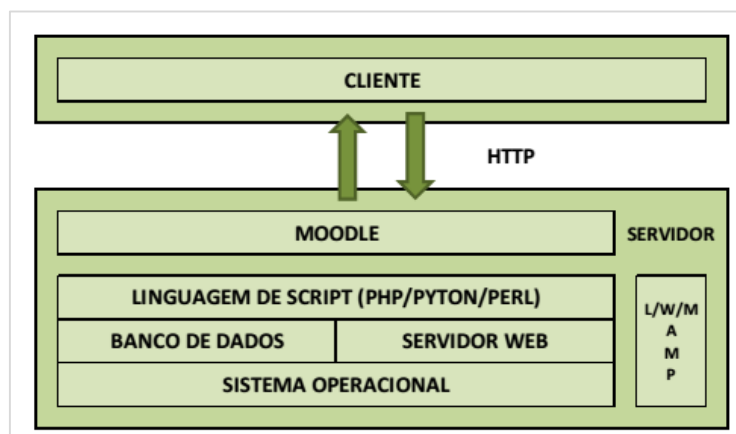 CLIENTE
HTTP
MOODLE
SERVIDOR
LINGUAGEM DE SCRIPT (PHP/PYTON/PERL)
BANCO DE DADOS
SERVIDOR WEB
SISTEMA OPERACIONAL
L/W/M
A
M
P